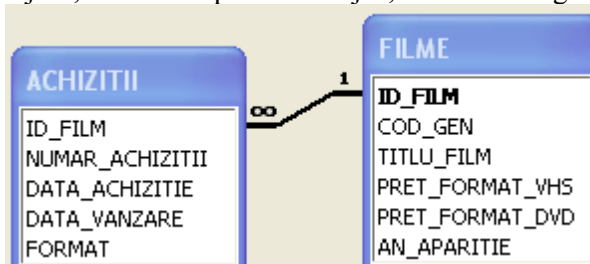 ACHIZITII
ID_FILM
NUMAR_ACHIZITII
DATA_ACHIZITIE
DATA_VANZARE
FORMAT
∞
1
FILME
ID_FILM
COD_GEN
TITLU_FILM
PRET_FORMAT_VHS
PRET_FORMAT_DVD
AN_APARITIE